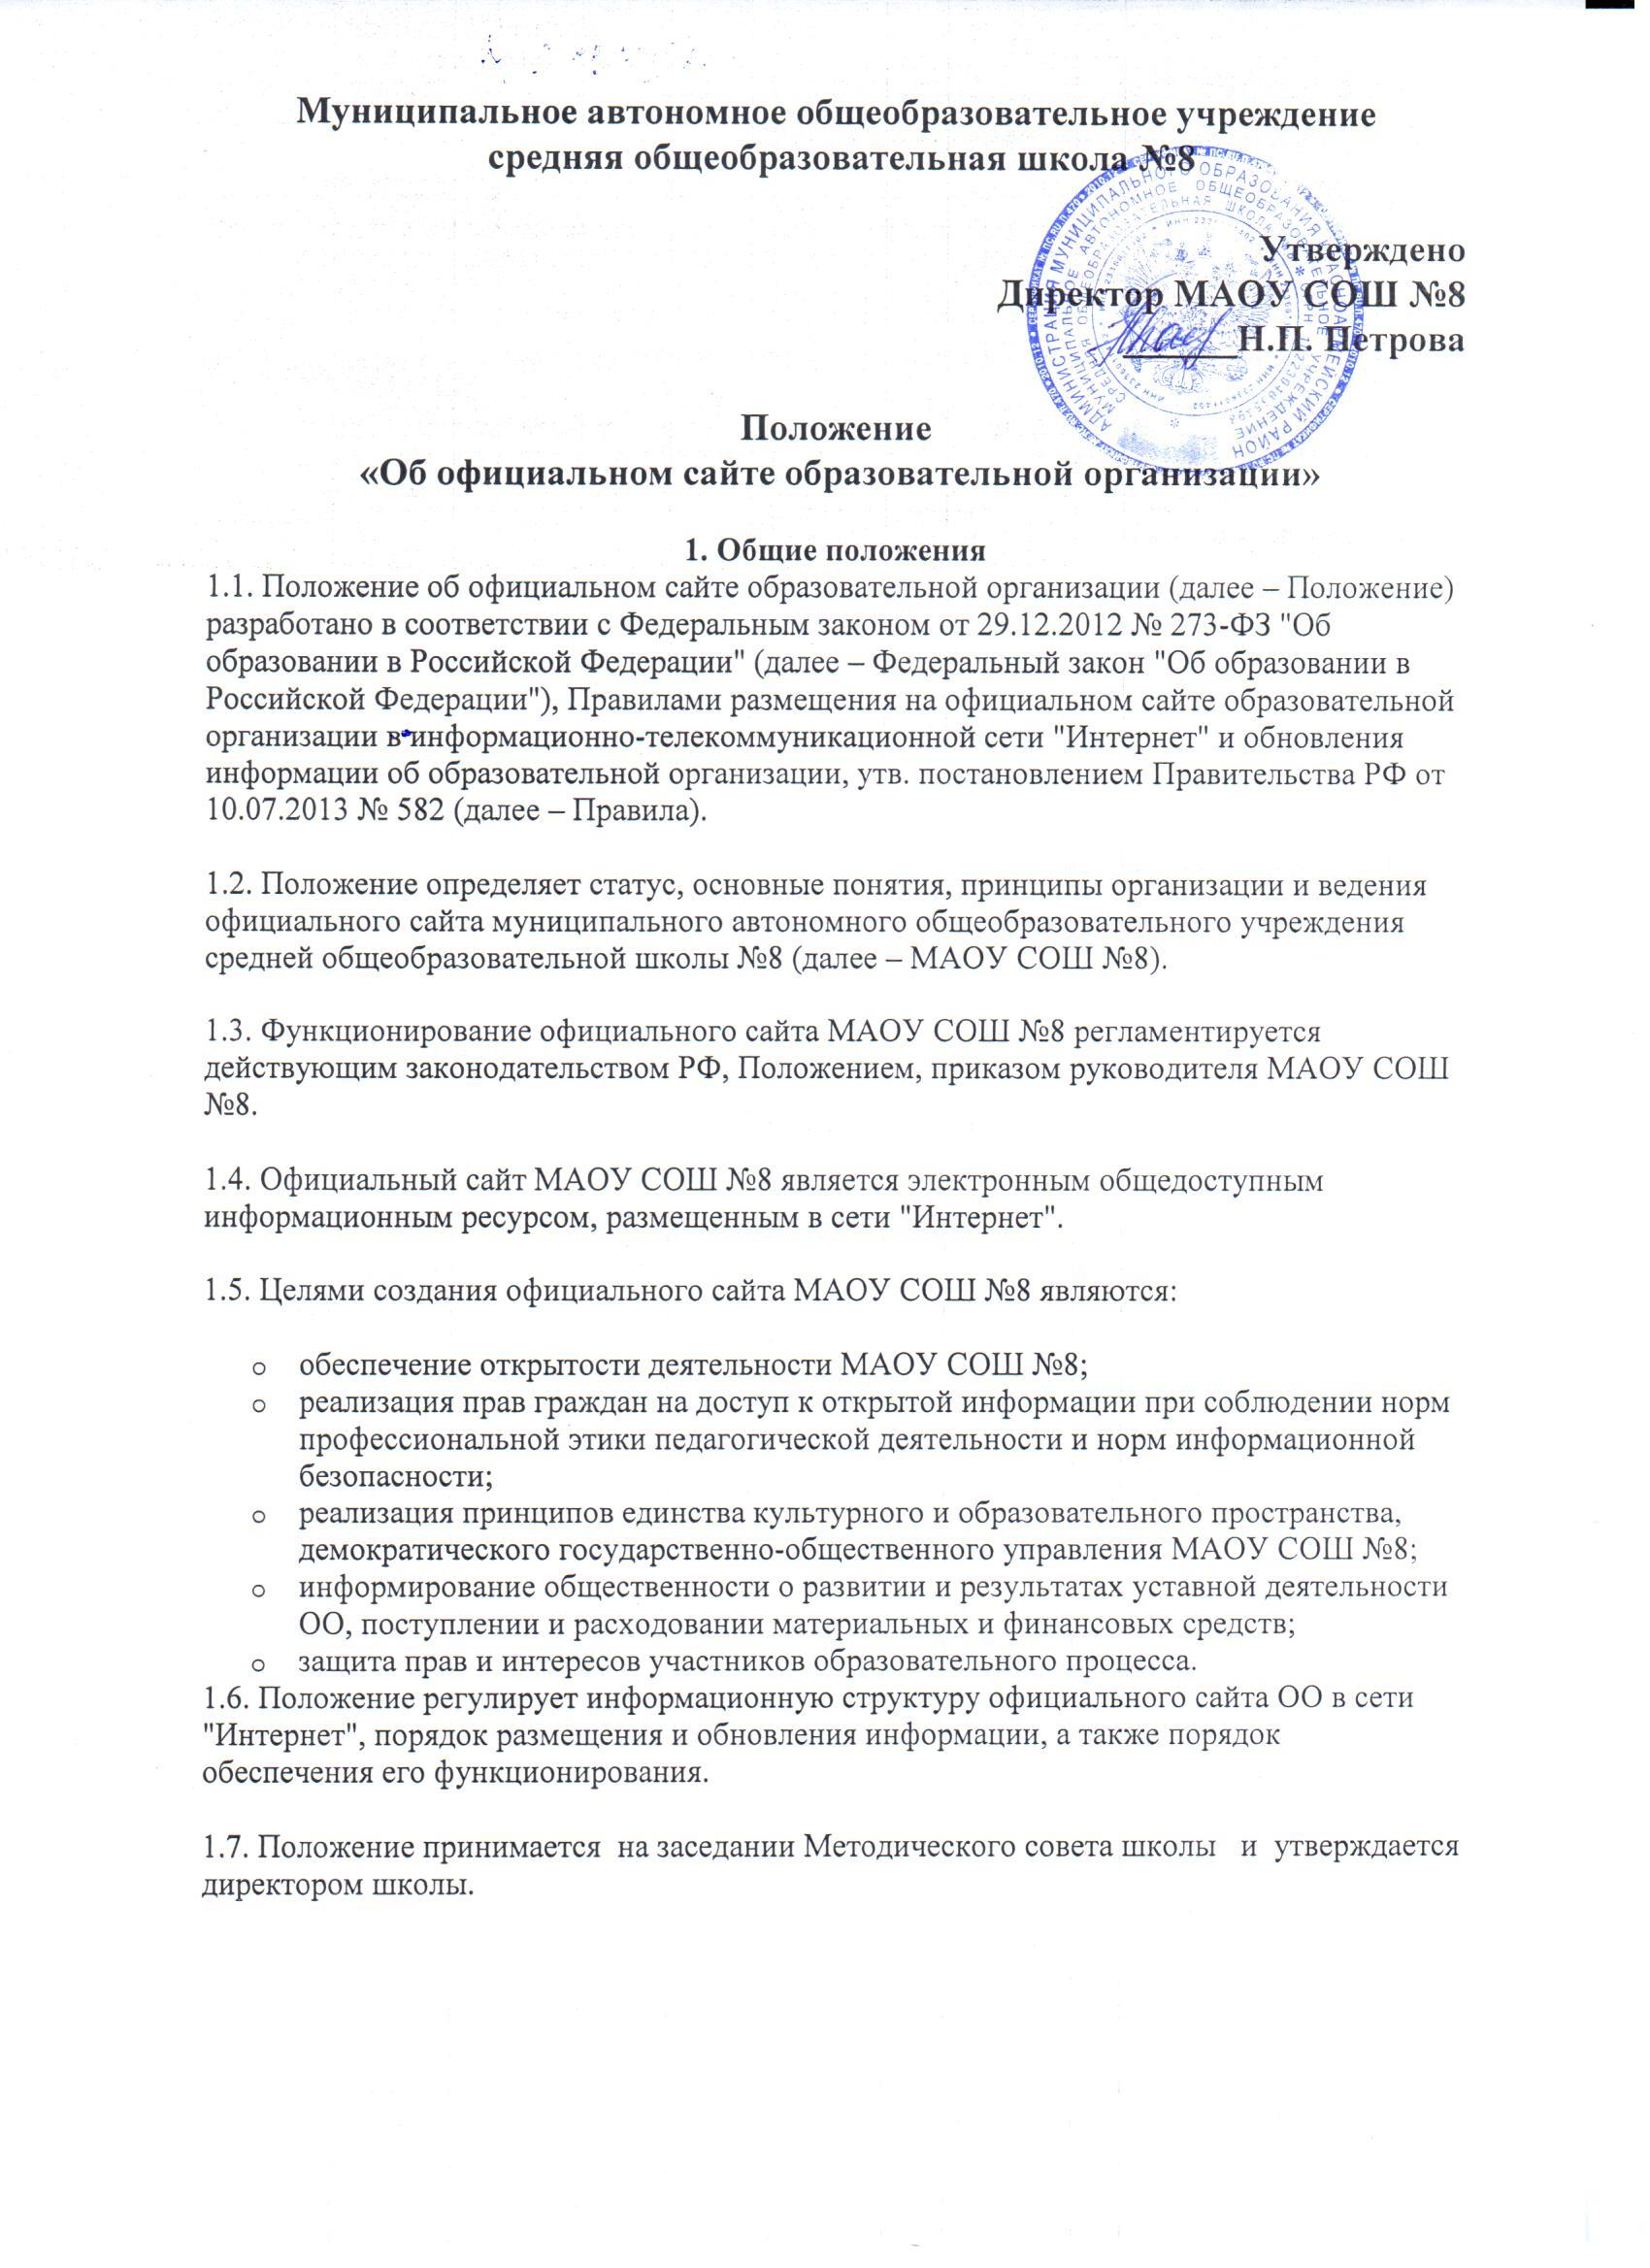 Муниципальное автономное общеобразовательное учреждение
средняя общеобразовательная школа №8
Утверждено
Директор МАОУ СОШ №8
Н.П. Петрова
Положение
«Об официальном сайте образовательной организации»
1. Общие положения
1.1. Положение об официальном сайте образовательной организации (далее – Положение)
разработано в соответствии с Федеральным законом от 29.12.2012 № 273-ФЗ "Об
образовании в Российской Федерации" (далее – Федеральный закон "Об образовании в
Российской Федерации"), Правилами размещения на официальном сайте образовательной
организации в информационно-телекоммуникационной сети "Интернет" и обновления
информации об образовательной организации, утв. постановлением Правительства РФ от
10.07.2013 № 582 (далее – Правила).
1.2. Положение определяет статус, основные понятия, принципы организации и ведения
официального сайта муниципального автономного общеобразовательного учреждения
средней общеобразовательной школы №8 (далее – МАОУ СОШ №8).
1.3. Функционирование официального сайта МАОУ СОШ №8 регламентируется
действующим законодательством РФ, Положением, приказом руководителя МАОУ СОШ
№8.
1.4. Официальный сайт МАОУ СОШ №8 является электронным общедоступным
информационным ресурсом, размещенным в сети "Интернет".
1.5. Целями создания официального сайта МАОУ СОШ №8 являются:
o обеспечение открытости деятельности МАОУ СОШ №8;
o реализация прав граждан на доступ к открытой информации при соблюдении норм
профессиональной этики педагогической деятельности и норм информационной
безопасности;
o реализация принципов единства культурного и образовательного пространства,
демократического государственно-общественного управления МАОУ СОШ №8;
o информирование общественности о развитии и результатах уставной деятельности
ОО, поступлении и расходовании материальных и финансовых средств;
o защита прав и интересов участников образовательного процесса.
1.6. Положение регулирует информационную структуру официального сайта ОО в сети
"Интернет", порядок размещения и обновления информации, а также порядок
обеспечения его функционирования.
1.7. Положение принимается на заседании Методического совета школы и утверждается
директором школы.